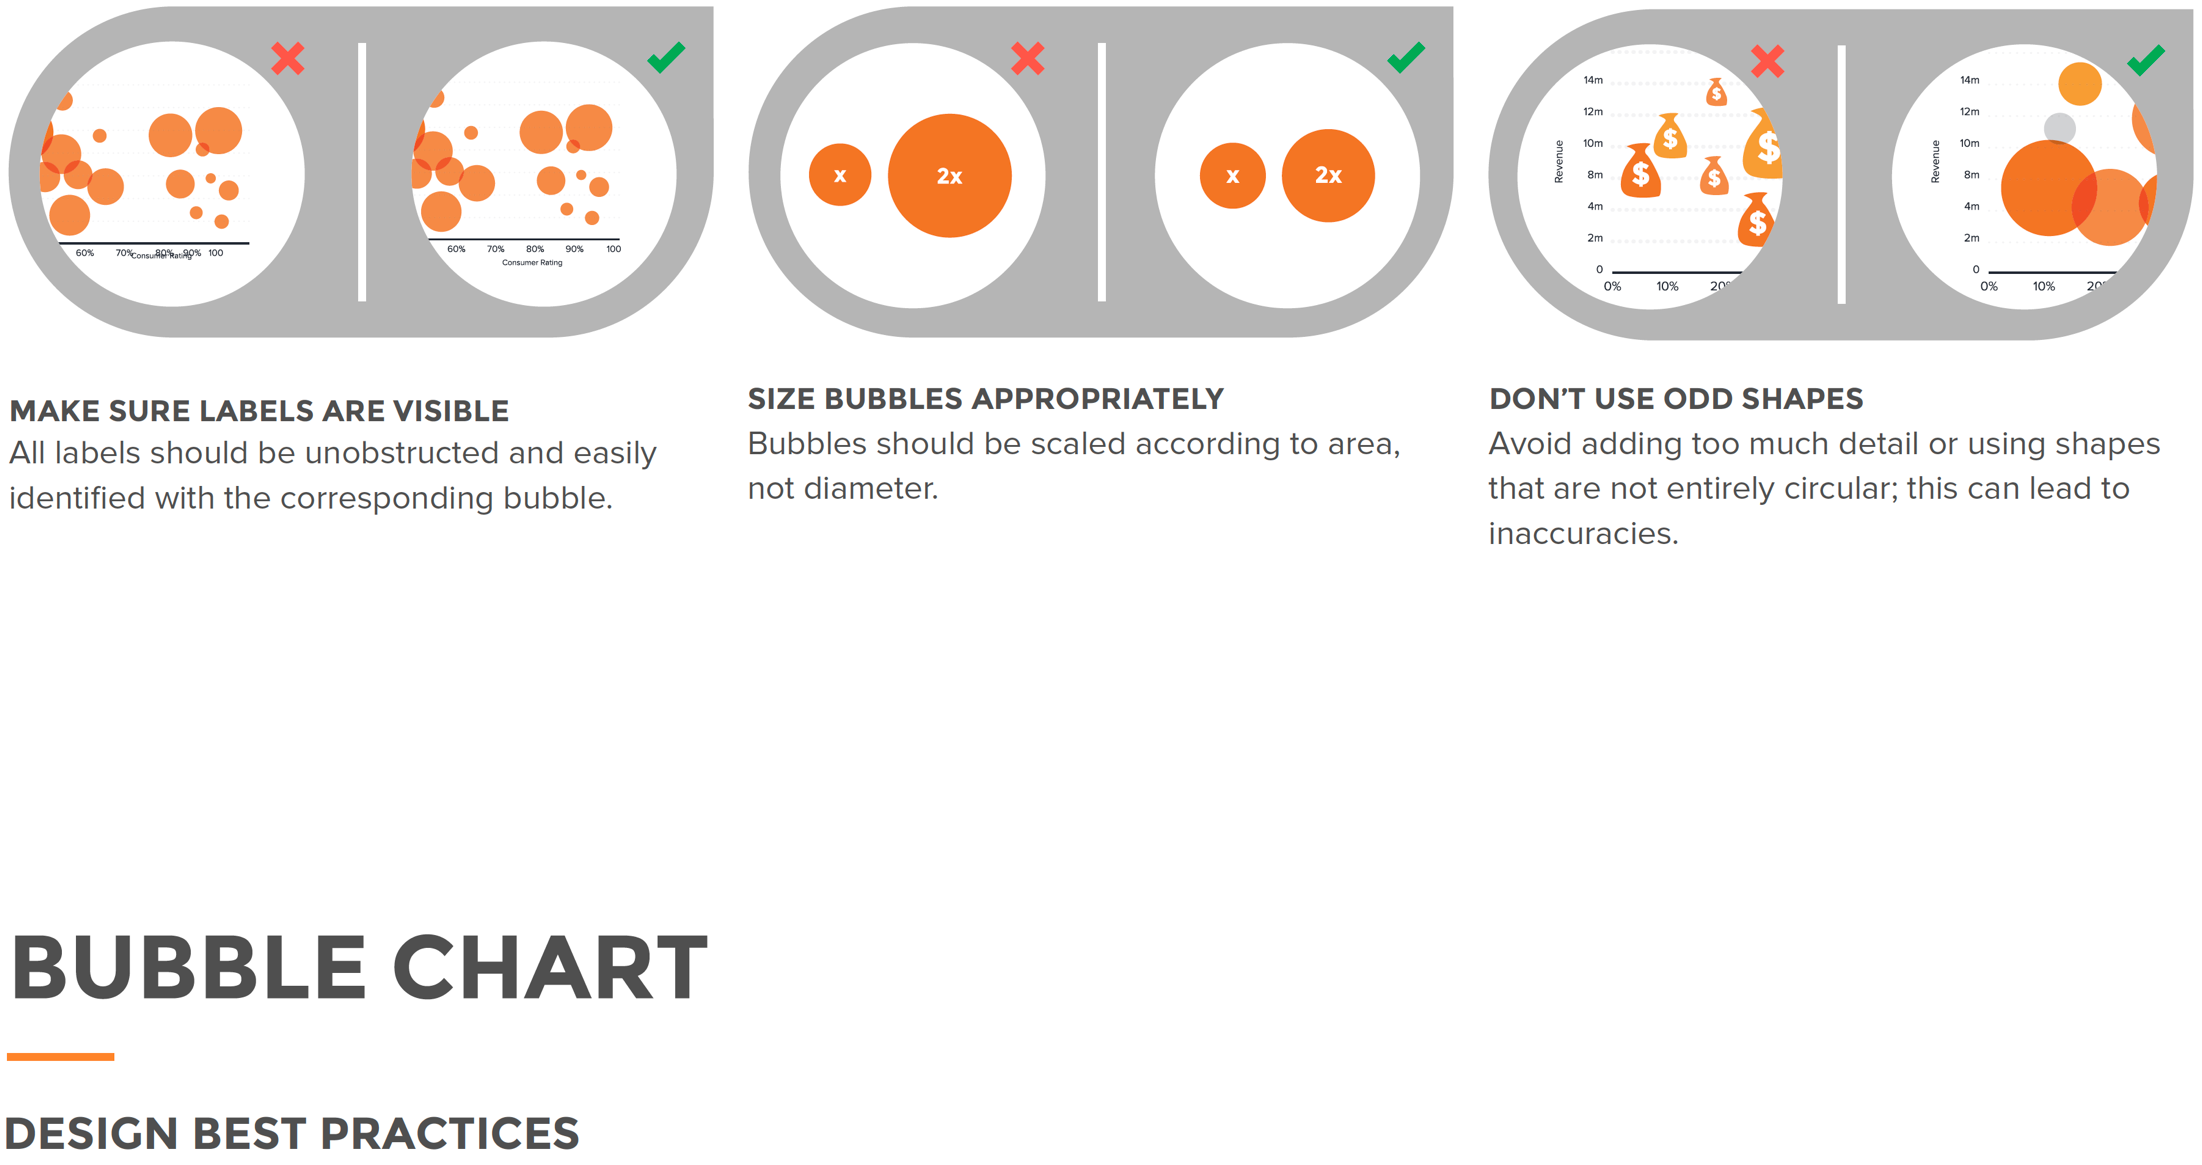 60% 70% 80% 90% 100
Consumer Rating
60% 70% 80% 90% 100
Consumer Rating
MAKE SURE LABELS ARE VISIBLE
All labels should be unobstructed and easily
identified with the corresponding bubble.
x 2x
x 2x
SIZE BUBBLES APPROPRIATELY
Bubbles should be scaled according to area,
not diameter.
Revenue
14m
12m
10m
8m
4m
2m
0
0% 10% 20%
$ $ $ $ $ $
Revenue
14m
12m
10m
8m
4m
2m
0
0% 10% 20
DON'T USE ODD SHAPES
Avoid adding too much detail or using shapes
that are not entirely circular; this can lead to
inaccuracies.
BUBBLE CHART
DESIGN BEST PRACTICES